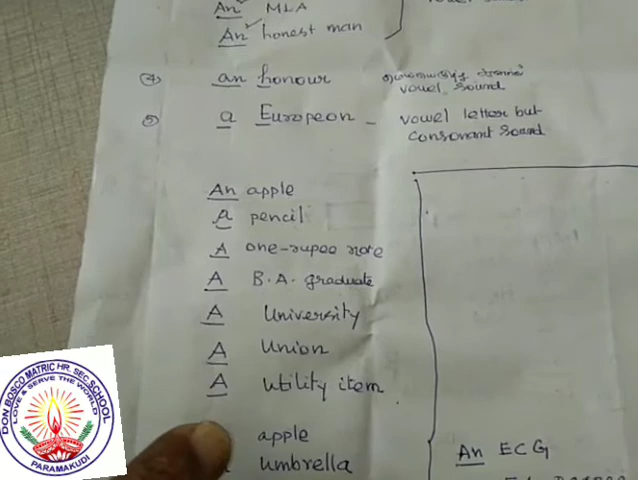 An MLA
An honest man
④ an honour
vowel sound
⑤ a European - vowel letter but
consonant sound
An apple
a pencil
A one-rupee note
A B.A. graduate
A University
A Union
A utility item
apple
umbrella
An ECG
DON BOSCO MATRIC HR. SEC. SCHOOL
LOVE & SERVE THE WORLD
PARAMAKUDI